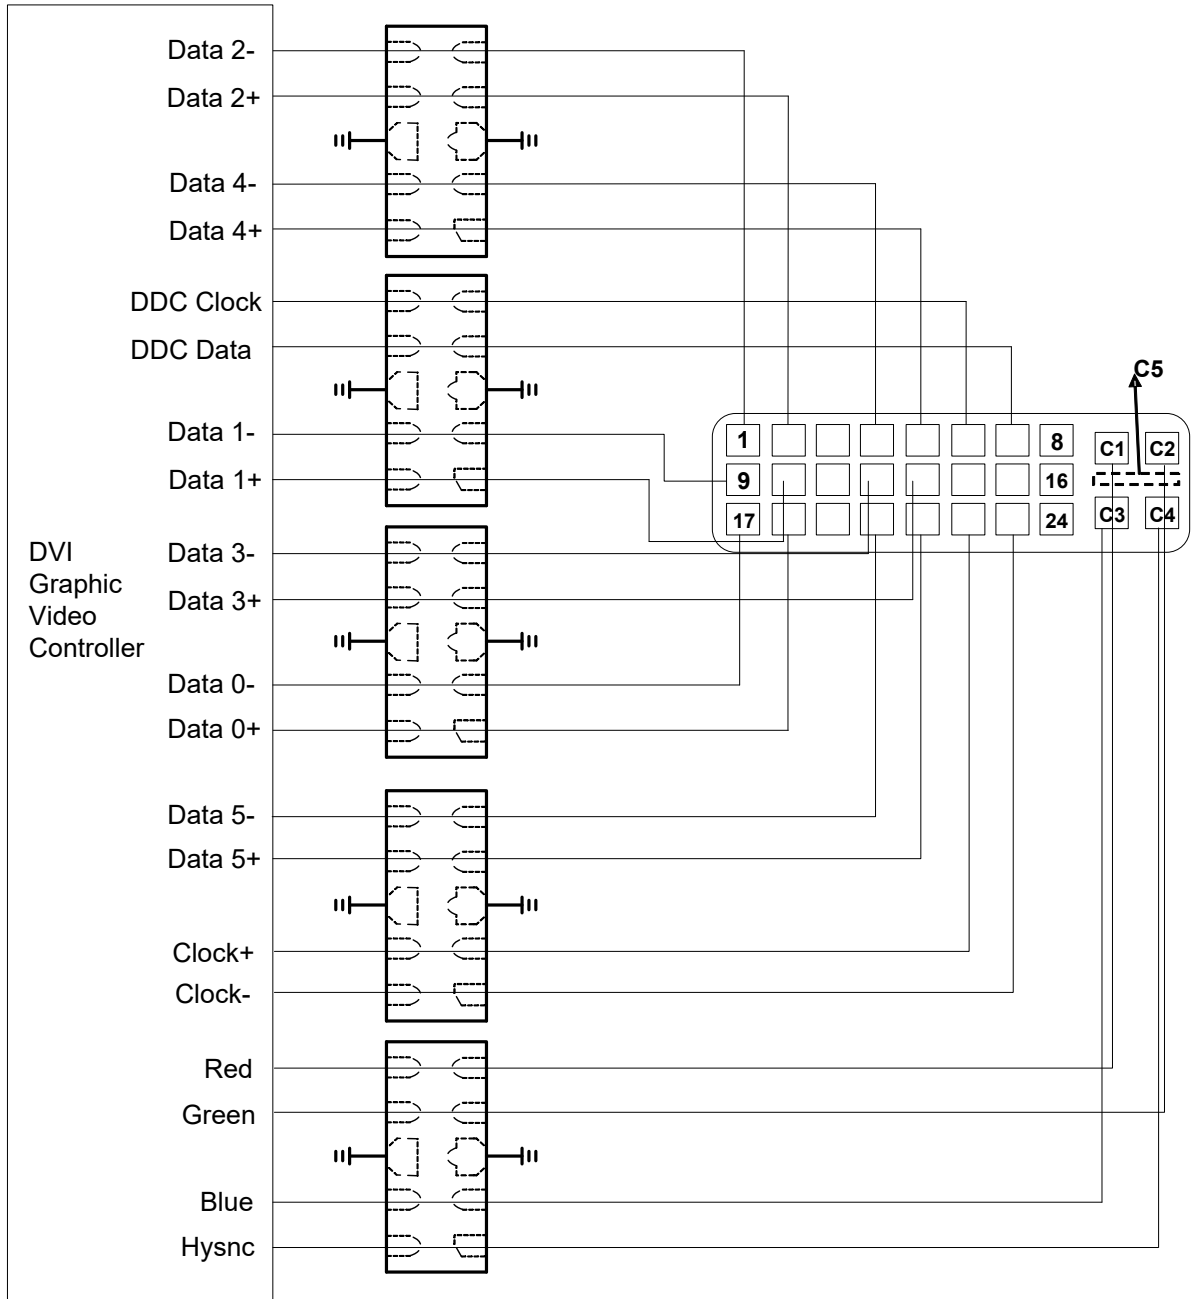 Data 2-
Data 2+
Data 4-
Data 4+
DDC Clock
DDC Data
C5
Data 1-
Data 1+
1
8
C1
C2
9
16
17
24
C3
C4
DVI
Graphic
Video
Controller
Data 3-
Data 3+
Data 0-
Data 0+
Data 5-
Data 5+
Clock+
Clock-
Red
Green
Blue
Hysnc